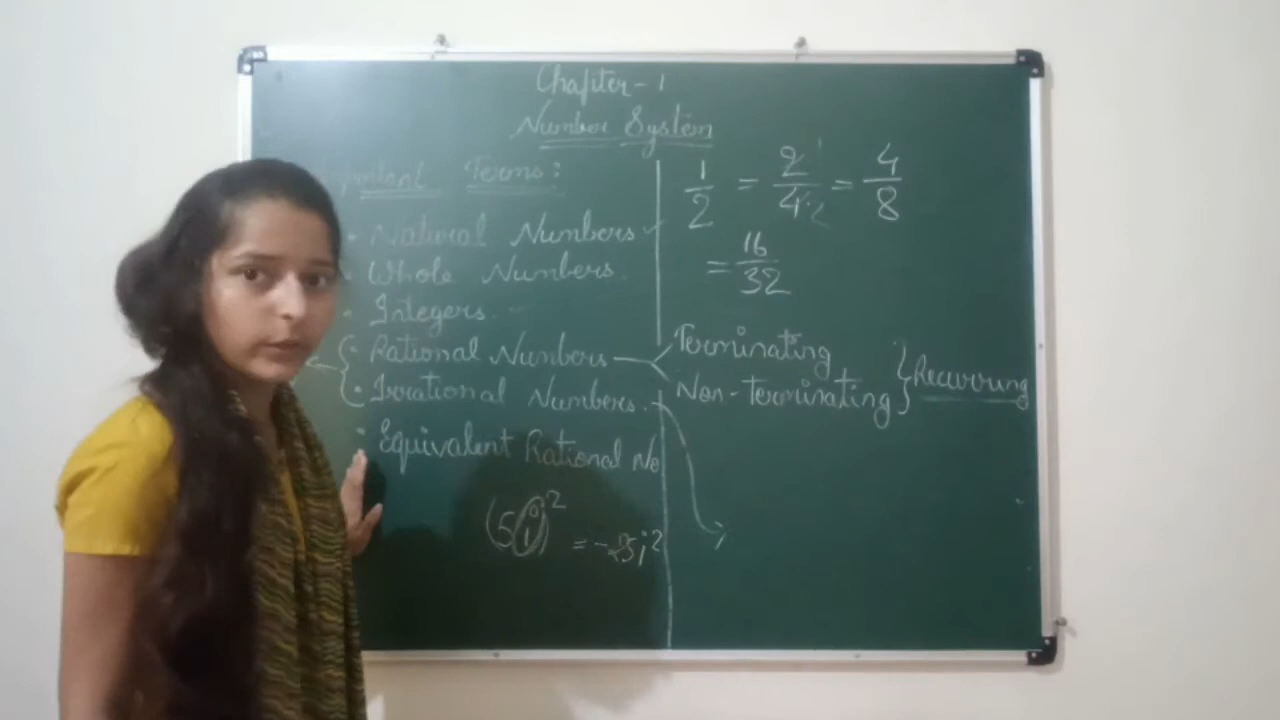 Chapter - 1
Number System
Terms:
• Natural Numbers ✓
• Whole Numbers
• Integers.
• Rational Numbers
• Irrational Numbers.
• Equivalent Rational No
= -25i²
1/2 = 2/4 = 4/8
= 16/32
Terminating
Non-terminating
Recurring